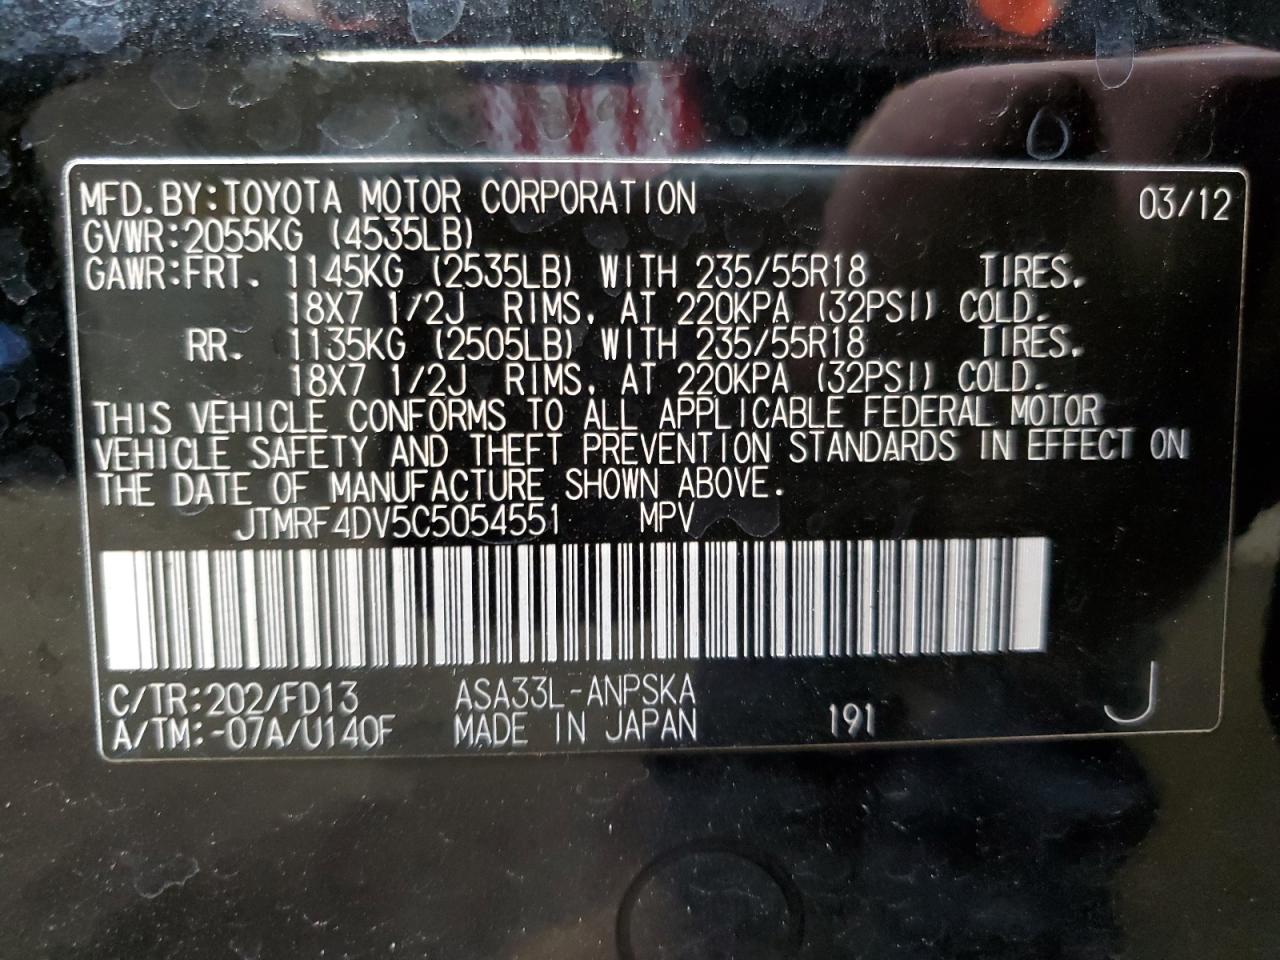 MFD. BY: TOYOTA MOTOR CORPORATION 03/12
GVWR: 2055KG (4535LB)
GAWR: FRT. 1145KG (2535LB) WITH 235/55R18 TIRES.
18X7 1/2J RIMS, AT 220KPA (32PSI) COLD.
RR. 1135KG (2505LB) WITH 235/55R18 TIRES,
18X7 1/2J RIMS, AT 220KPA (32PSI) COLD.
THIS VEHICLE CONFORMS TO ALL APPLICABLE FEDERAL MOTOR
VEHICLE SAFETY AND THEFT PREVENTION STANDARDS IN EFFECT ON
THE DATE OF MANUFACTURE SHOWN ABOVE.
JTMRF4DV5C5054551 MPV
C/TR: 202/FD13 ASA33L-ANPSKA
A/TM: -07A/U140F MADE IN JAPAN 191 J